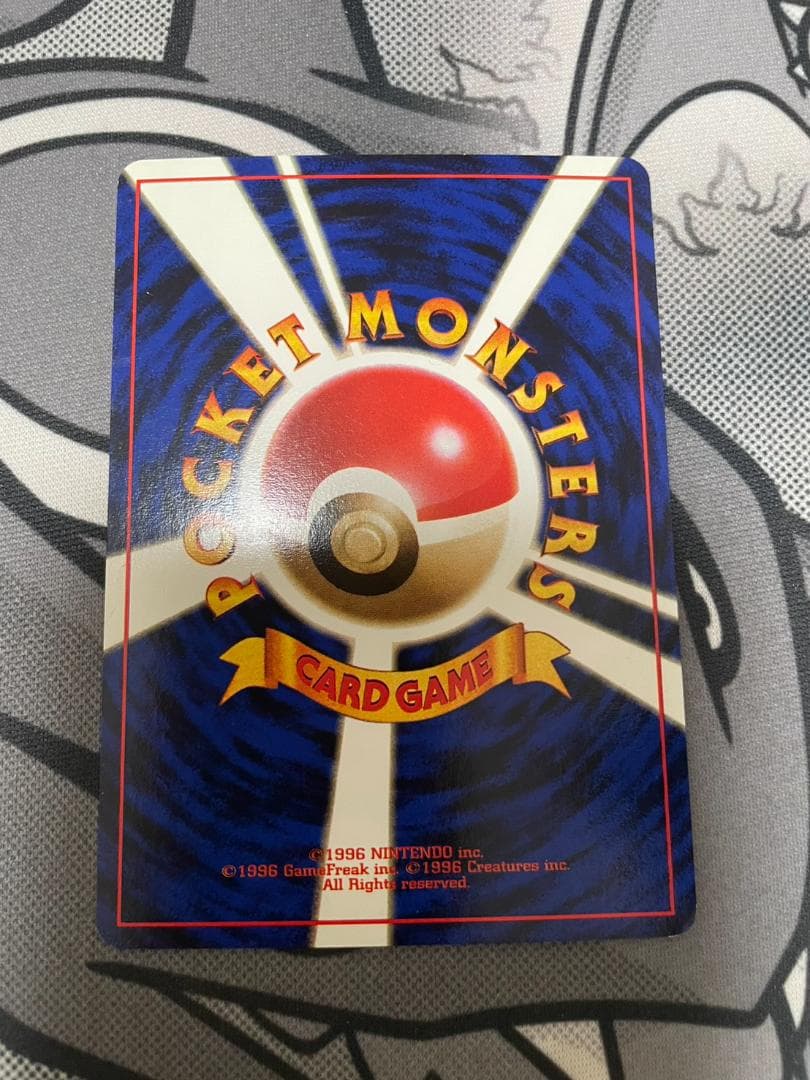 POCKET MONSTERS
CARD GAME
©1996 NINTENDO inc.
©1996 GameFreak inc. ©1996 Creatures inc.
All Rights reserved.